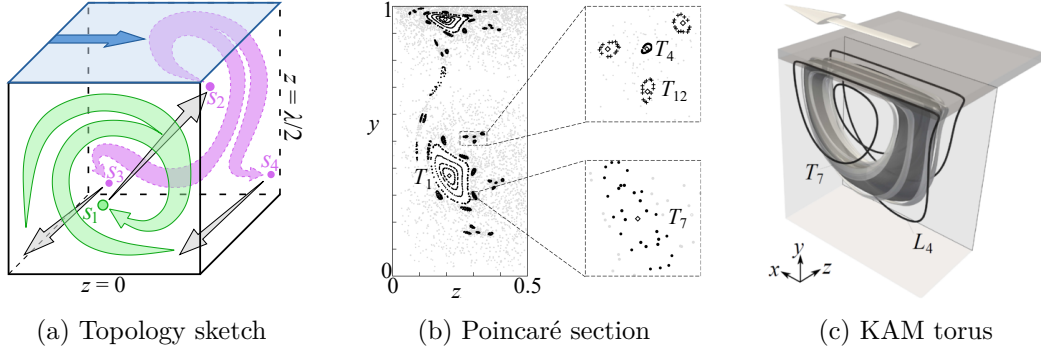 s₂
z = λ/2
s₃
s₄
s₁
z = 0
(a) Topology sketch
1
y
T₁
0
0
z
0.5
T₄
T₁₂
T₇
(b) Poincaré section
T₇
L₄
y
x
z
(c) KAM torus